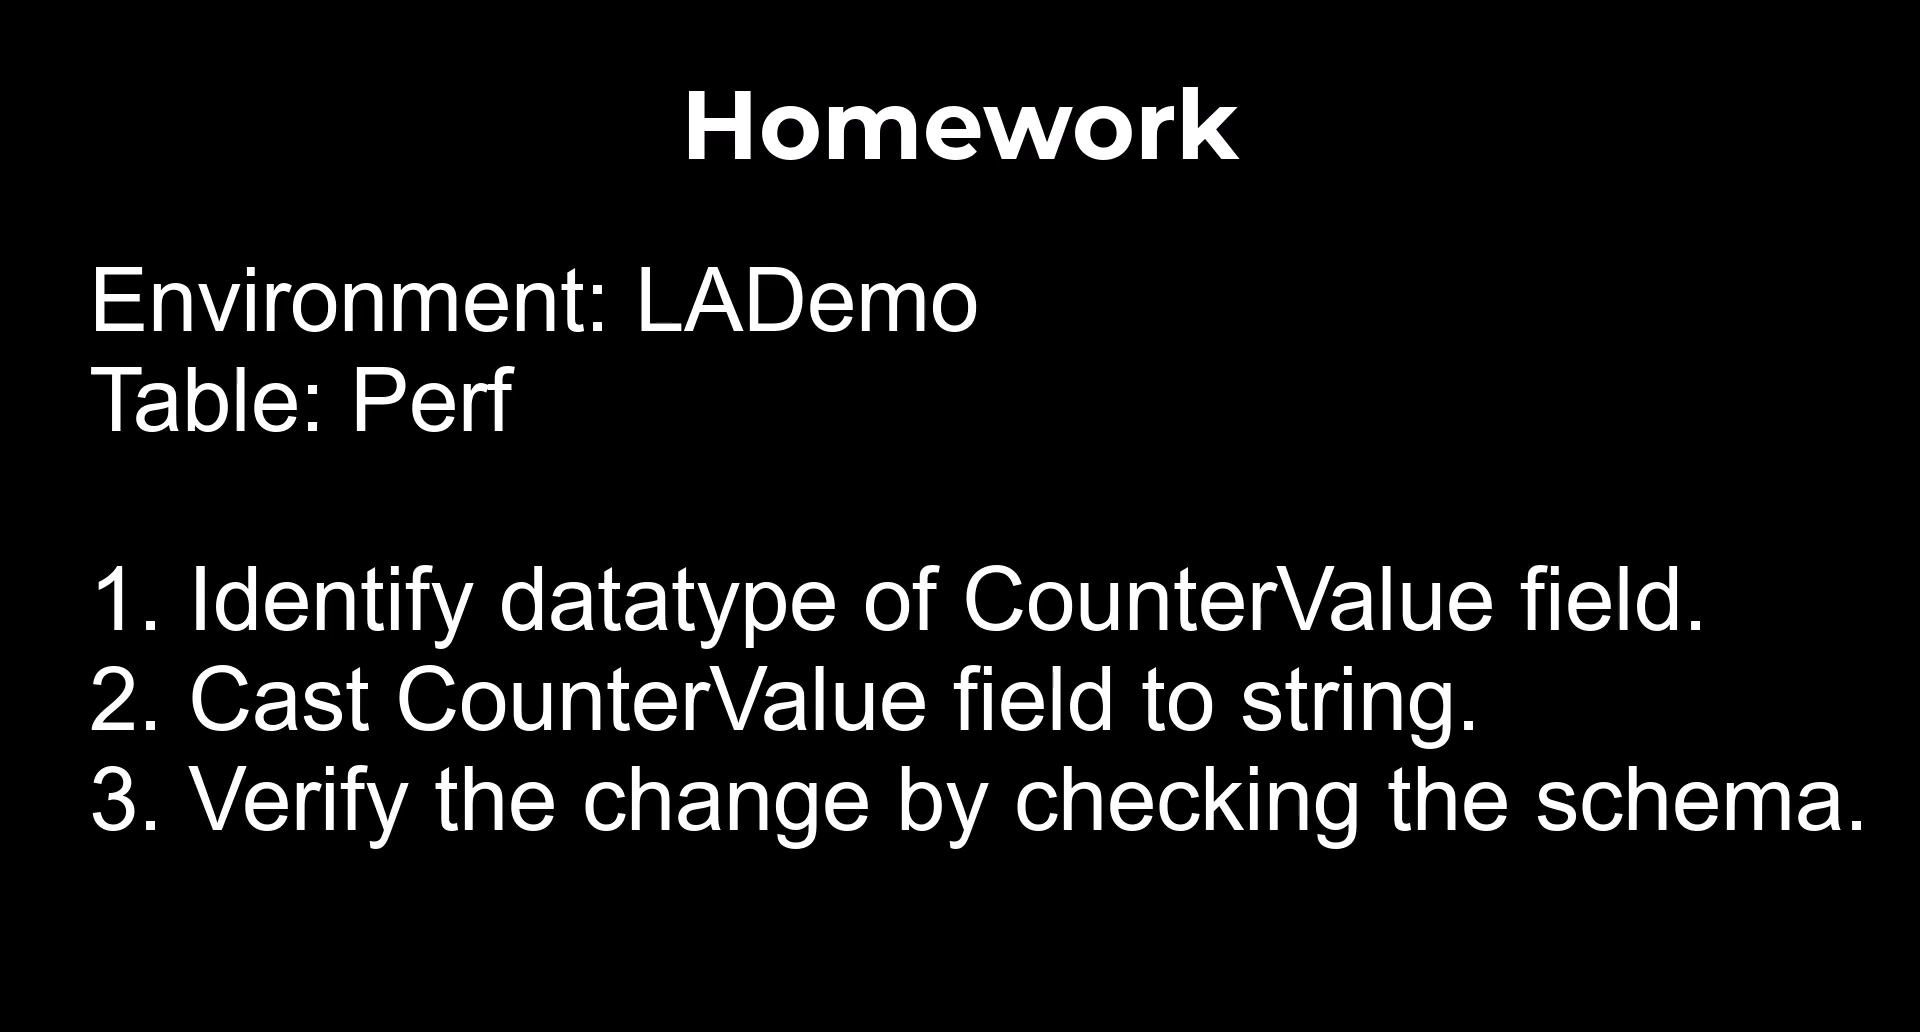 Homework
Environment: LADemo
Table: Perf
1. Identify datatype of CounterValue field.
2. Cast CounterValue field to string.
3. Verify the change by checking the schema.